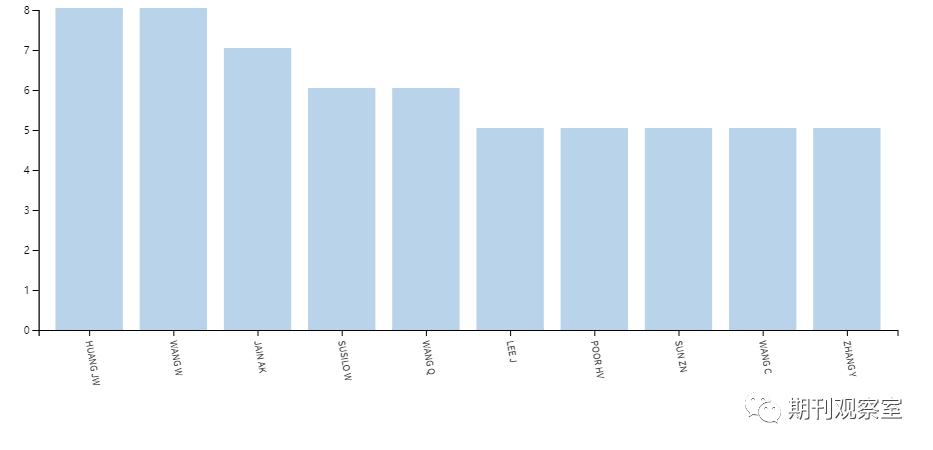 8
7
6
5
4
3
2
1
0
HUANG JW
WANG W
JAIN AK
SUSILO W
WANG Q
LEE J
POOR HV
SUN ZN
WANG C
ZHANG Y
期刊观察室